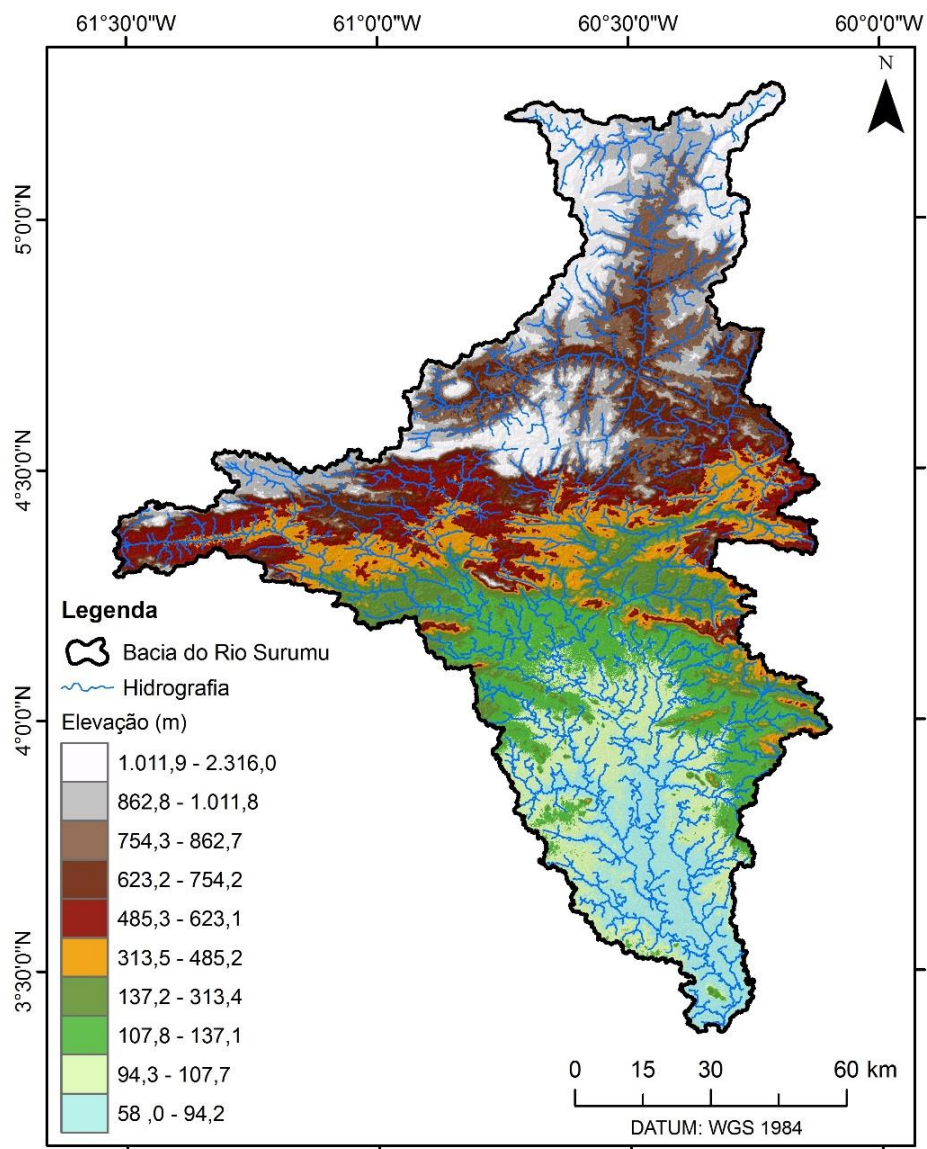 61°30'0"W 61°0'0"W 60°30'0"W 60°0'0"W
N
5°0'0"N
4°30'0"N
4°0'0"N
3°30'0"N
Legenda
Bacia do Rio Surumu
Hidrografia
Elevação (m)
1.011,9 - 2.316,0
862,8 - 1.011,8
754,3 - 862,7
623,2 - 754,2
485,3 - 623,1
313,5 - 485,2
137,2 - 313,4
107,8 - 137,1
94,3 - 107,7
58 ,0 - 94,2
0 15 30 60 km
DATUM: WGS 1984